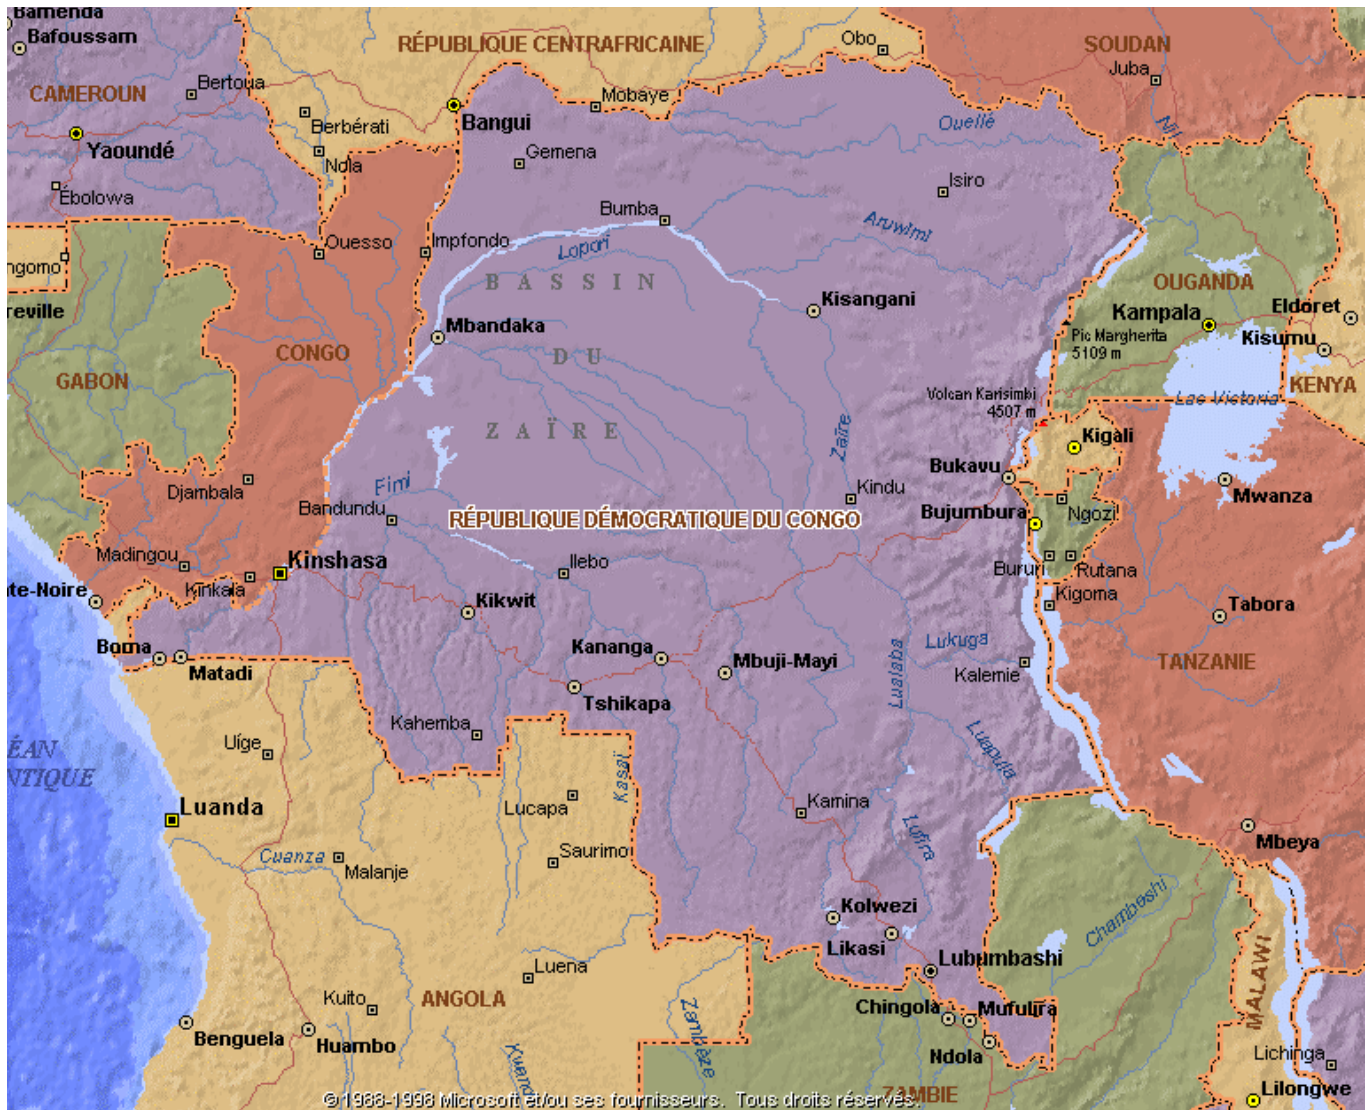 Bamenda
Bafoussam
RÉPUBLIQUE CENTRAFRICAINE
Obo
SOUDAN
Juba
CAMEROUN
Bertoua
Mobaye
Berbérati
Bangui
Ouellé
Nil
Yaoundé
Nola
Gemena
Isiro
Ébolowa
Bumba
Aruwimi
Ouesso
Impfondo
Lopori
ngomo
BASSIN
OUGANDA
reville
Kisangani
Kampala
Eldoret
Mbandaka
Pic Margherita
5109 m
Kisumu
CONGO
DU
GABON
KENYA
Volcan Karisimbi
4507 m
Lac Victoria
ZAÏRE
Zaïre
Kigali
Bukavu
Djambala
Fimi
Kindu
Mwanza
Bandundu
RÉPUBLIQUE DÉMOCRATIQUE DU CONGO
Bujumbura
Ngozi
Madingou
Kinshasa
Ilebo
Bururi
Rutana
nte-Noire
Kinkala
Kigoma
Kikwit
Tabora
Boma
Kananga
Lukuga
Matadi
Mbuji-Mayi
Kalemie
TANZANIE
Lualaba
Tshikapa
Kahemba
Uíge
ÉAN
NTIQUE
Kasaï
Luapula
Luanda
Lucapa
Kamina
Lufira
Mbeya
Cuanza
Malanje
Saurimo
Kolwezi
Chambeshi
Likasi
Luena
Lubumbashi
Kuito
ANGOLA
MALAWI
Chingola
Mufulira
Benguela
Huambo
Zambèze
Ndola
Lichinga
ZAMBIE
Lilongwe
© 1988-1998 Microsoft et/ou ses fournisseurs. Tous droits réservés.